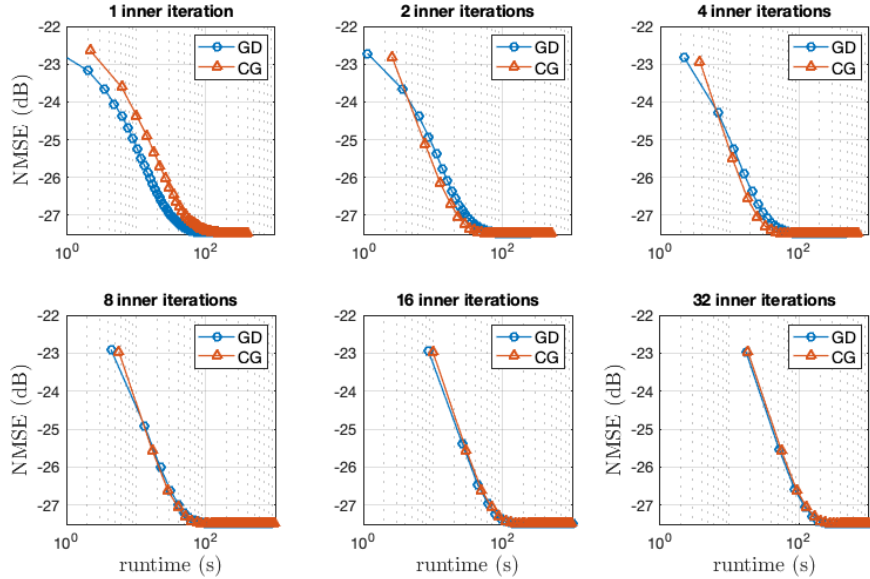 1 inner iteration
2 inner iterations
4 inner iterations
NMSE (dB)
-22
-23
-24
-25
-26
-27
10^0
10^2
GD
CG
-22
-23
-24
-25
-26
-27
10^0
10^2
GD
CG
NMSE (dB)
-22
-23
-24
-25
-26
-27
10^0
10^2
GD
CG
8 inner iterations
16 inner iterations
32 inner iterations
NMSE (dB)
-22
-23
-24
-25
-26
-27
10^0
10^2
runtime (s)
GD
CG
-22
-23
-24
-25
-26
-27
10^0
10^2
runtime (s)
GD
CG
NMSE (dB)
-22
-23
-24
-25
-26
-27
10^0
10^2
runtime (s)
GD
CG